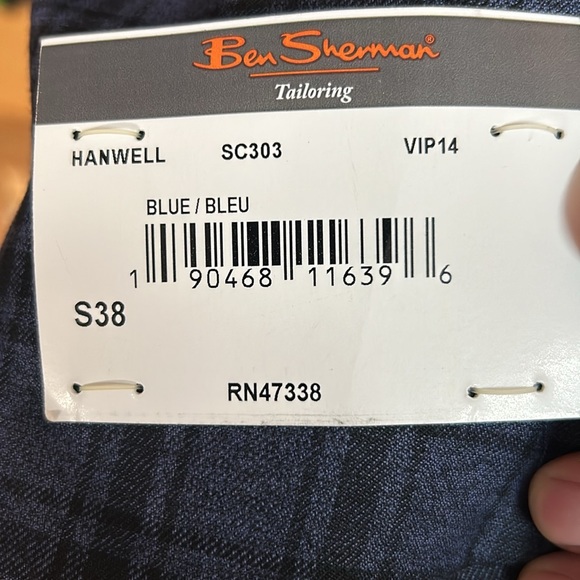 Ben Sherman®
Tailoring
HANWELL SC303 VIP14
BLUE / BLEU
1 90468 11639 6
S38
RN47338